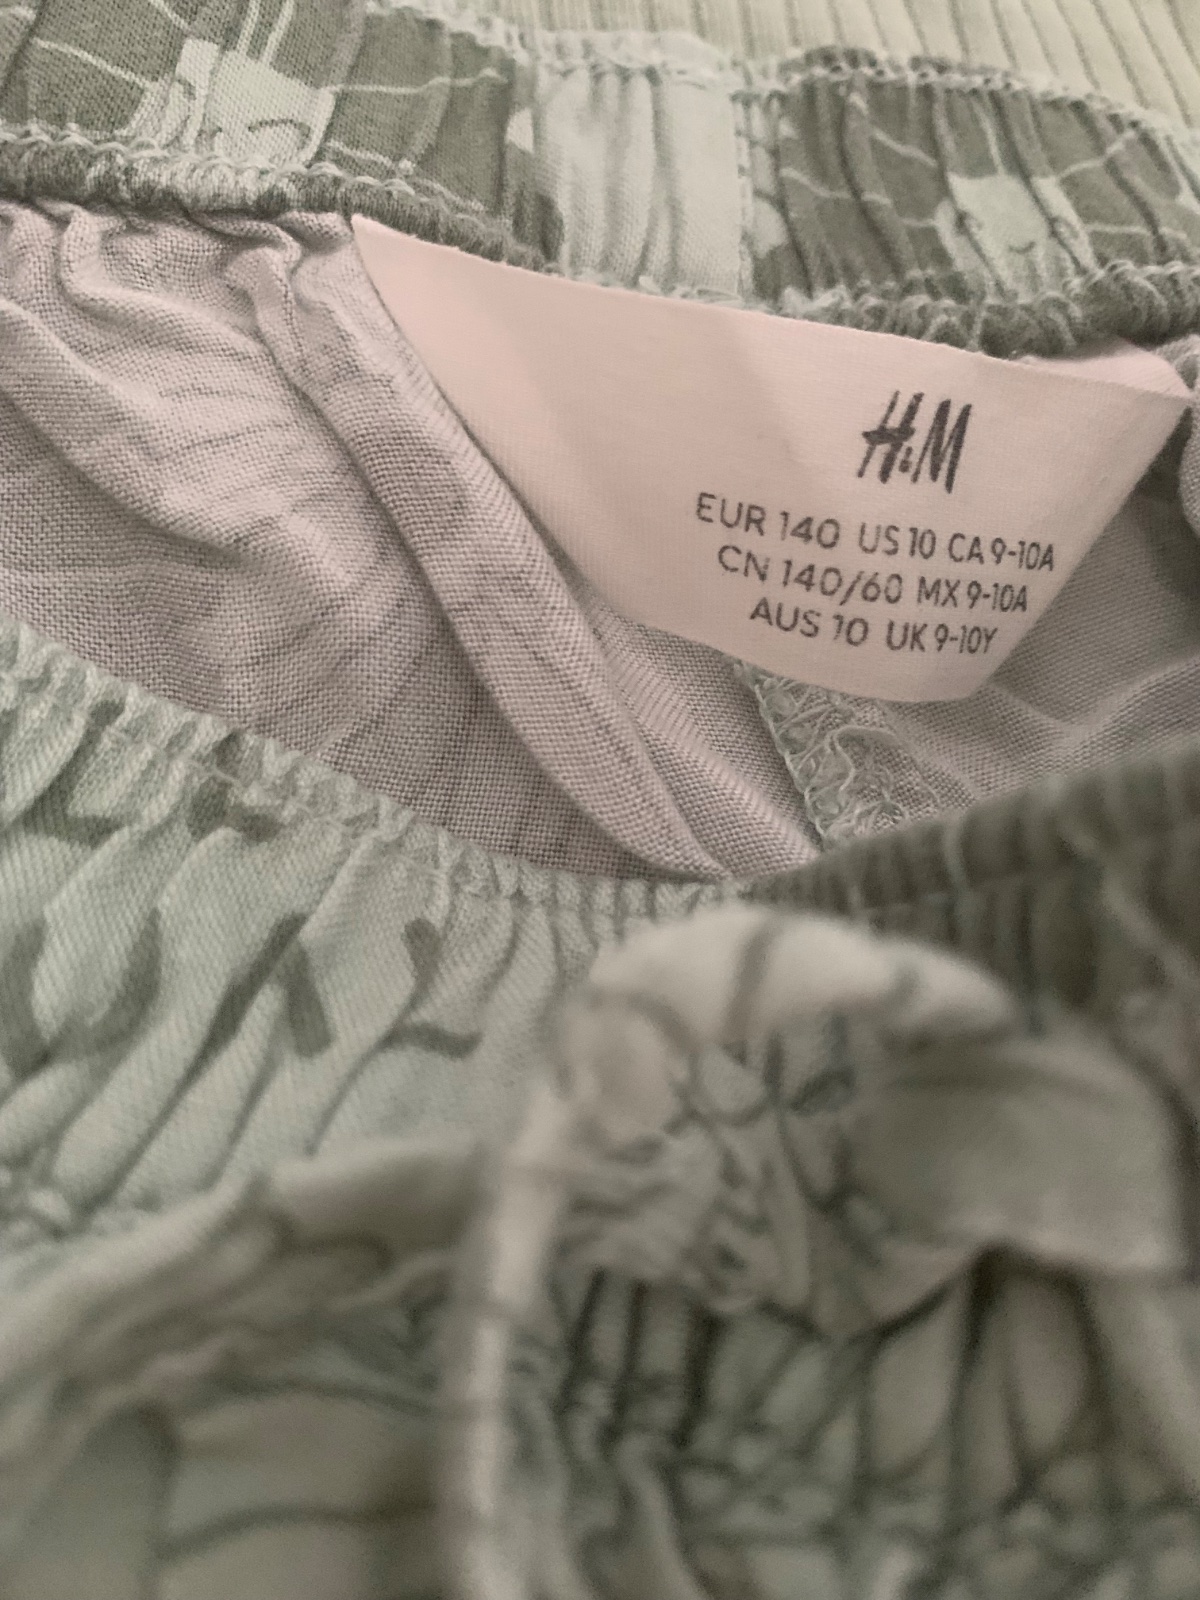 H&M
EUR 140 US 10 CA 9-10A
CN 140/60 MX 9-10A
AUS 10 UK 9-10Y